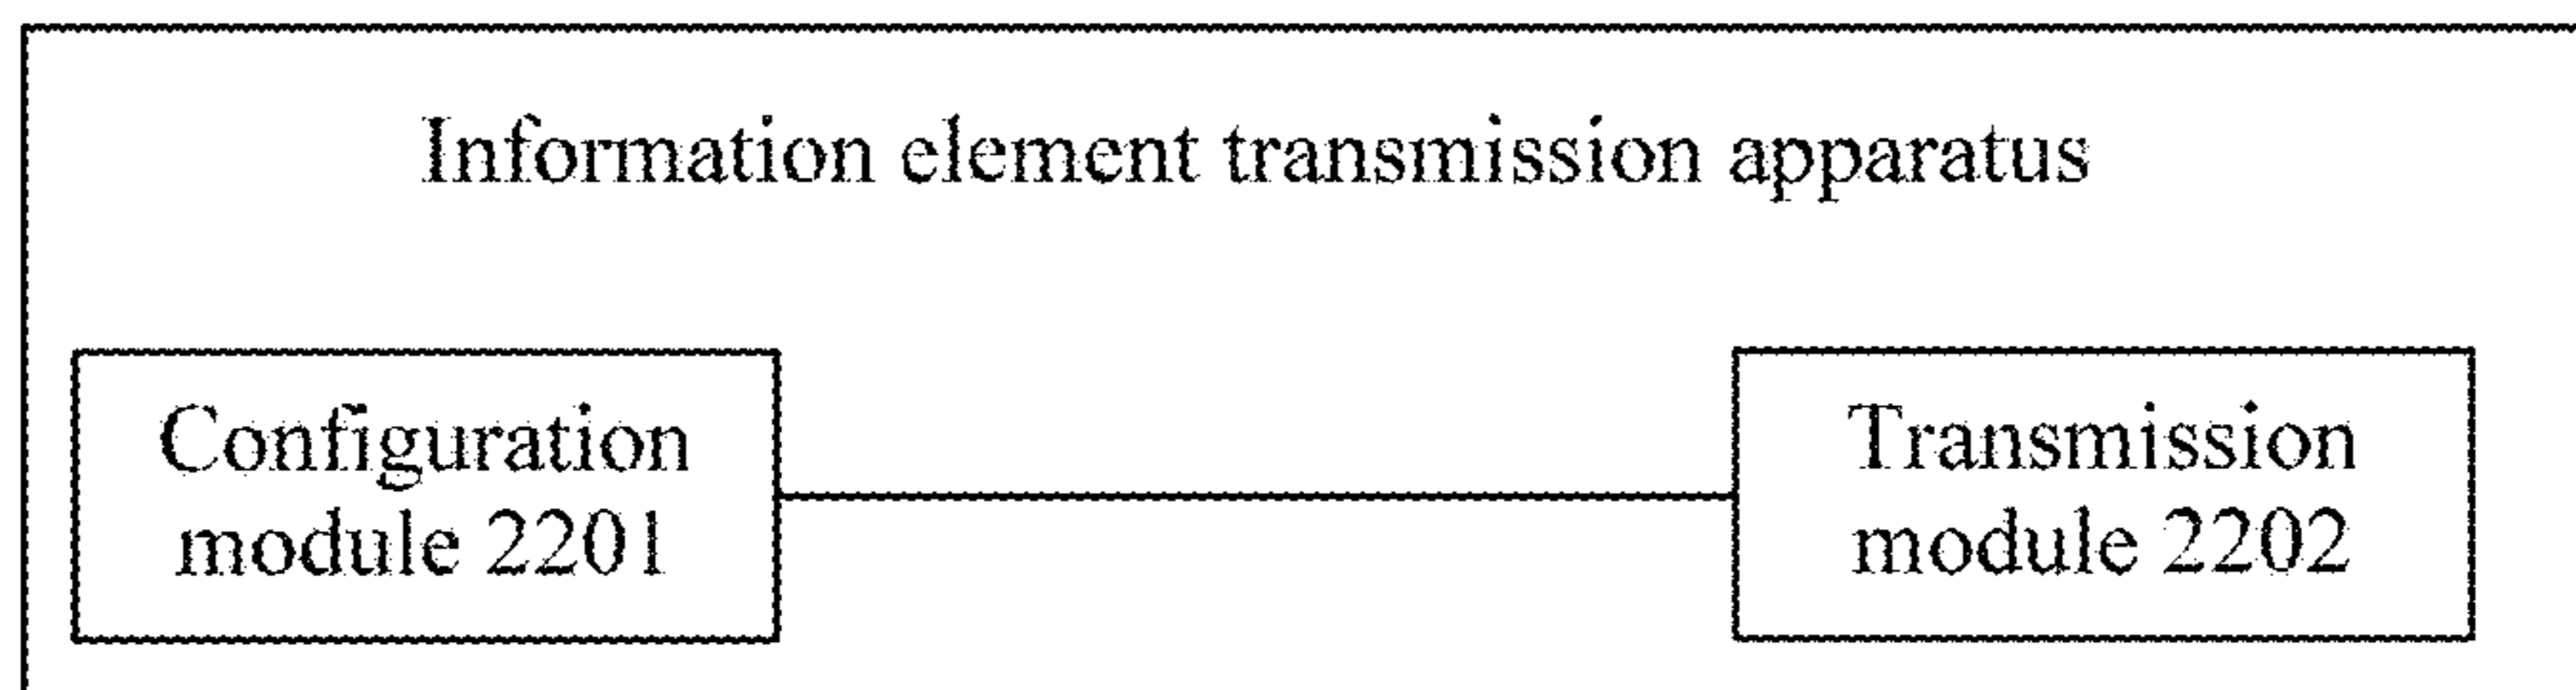 Information element transmission apparatus
Configuration
module 2201
Transmission
module 2202